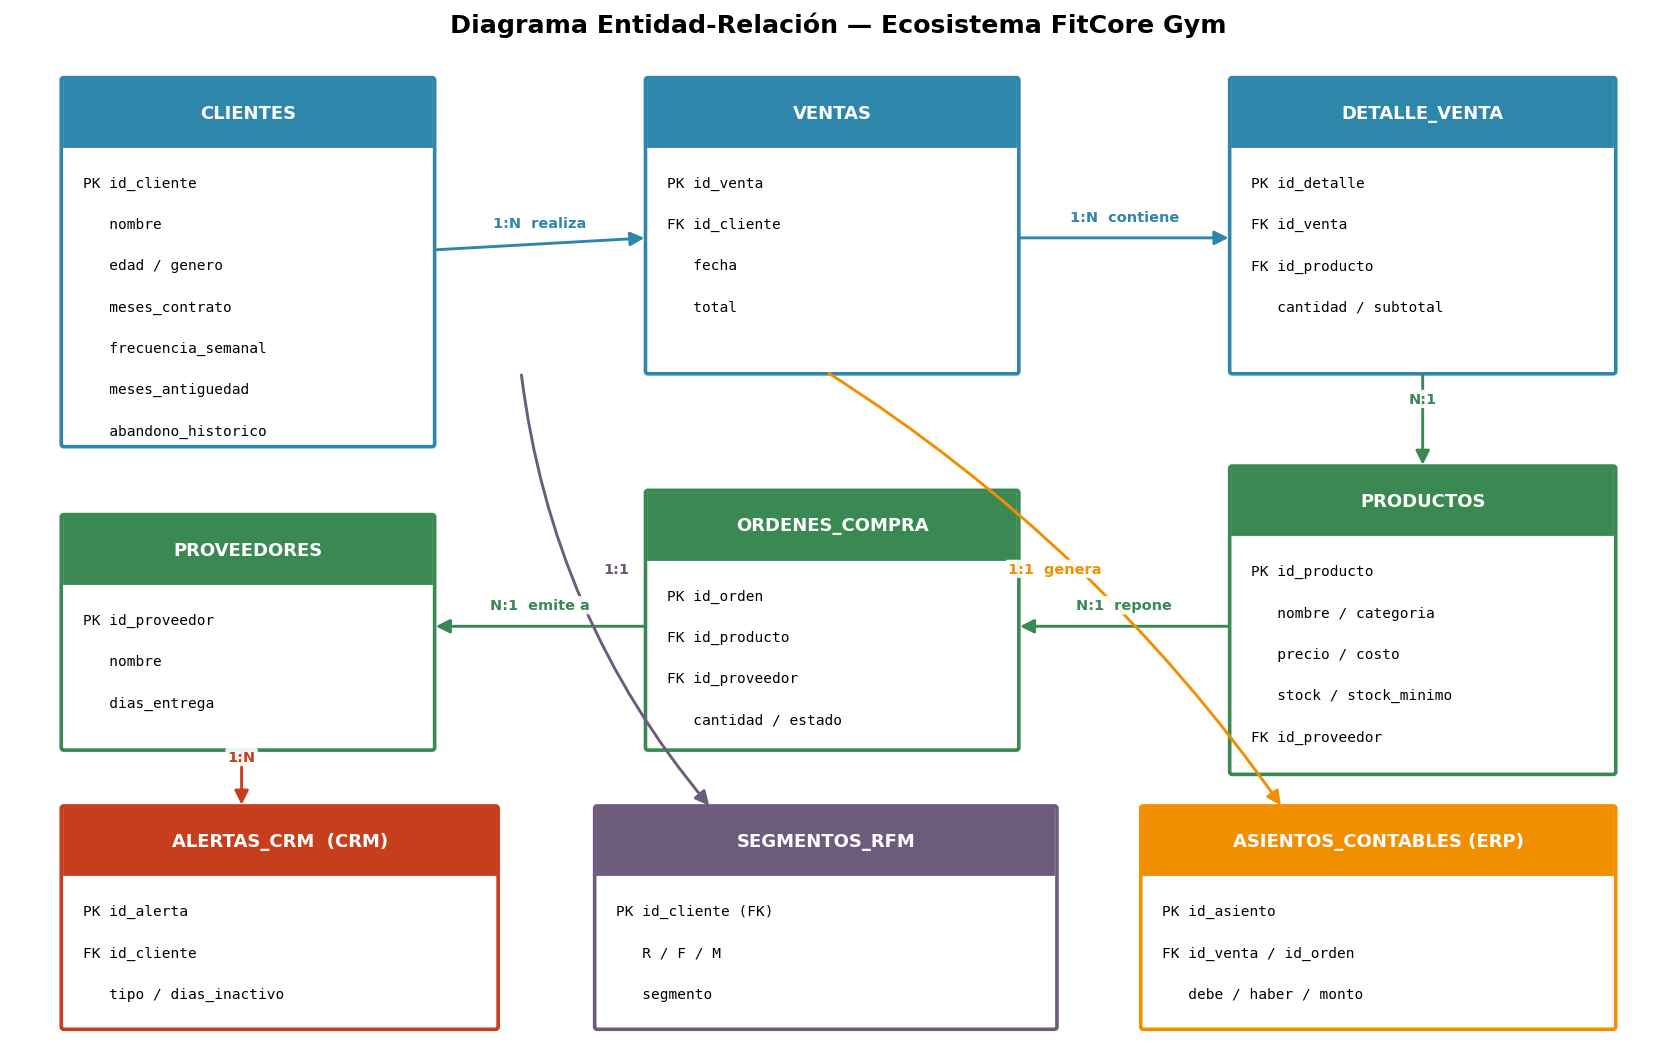 Diagrama Entidad-Relación — Ecosistema FitCore Gym
CLIENTES
PK id_cliente
nombre
edad / genero
meses_contrato
frecuencia_semanal
meses_antiguedad
abandono_historico
1:N  realiza
VENTAS
PK id_venta
FK id_cliente
fecha
total
1:N  contiene
DETALLE_VENTA
PK id_detalle
FK id_venta
FK id_producto
cantidad / subtotal
N:1
PROVEEDORES
PK id_proveedor
nombre
dias_entrega
1:1
N:1  emite a
ORDENES_COMPRA
PK id_orden
FK id_producto
FK id_proveedor
cantidad / estado
1:1  genera
N:1  repone
PRODUCTOS
PK id_producto
nombre / categoria
precio / costo
stock / stock_minimo
FK id_proveedor
1:N
ALERTAS_CRM  (CRM)
PK id_alerta
FK id_cliente
tipo / dias_inactivo
SEGMENTOS_RFM
PK id_cliente (FK)
R / F / M
segmento
ASIENTOS_CONTABLES (ERP)
PK id_asiento
FK id_venta / id_orden
debe / haber / monto